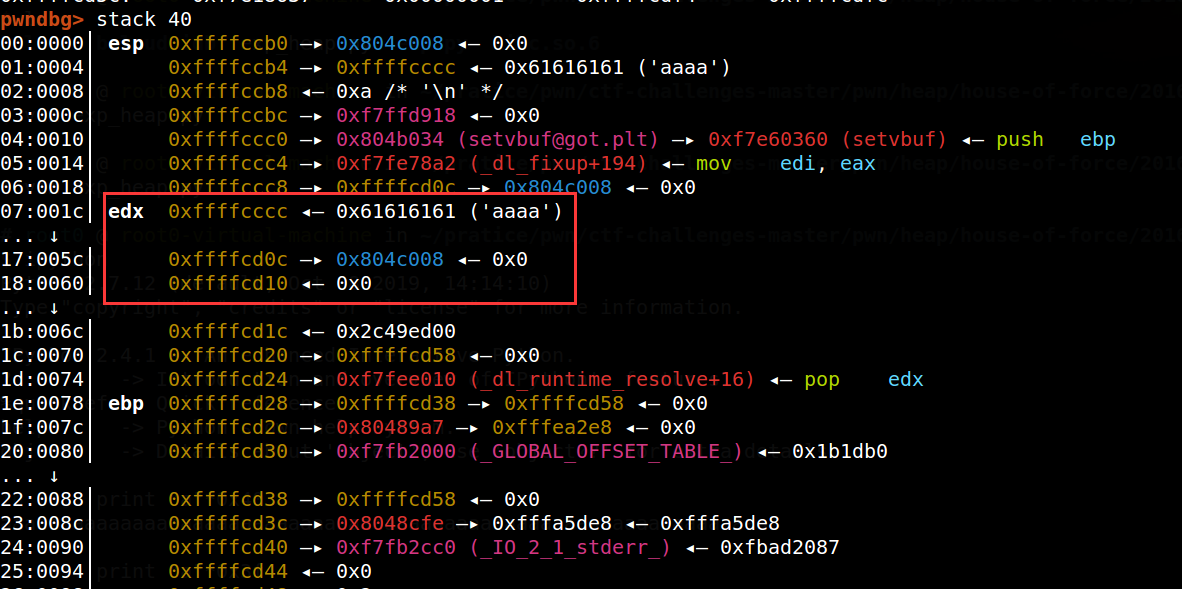 pwndbg> stack 40
00:0000│ esp  0xffffccb0 —▸ 0x804c008 ◂— 0x0
01:0004│      0xffffccb4 —▸ 0xffffcccc ◂— 0x61616161 ('aaaa')
02:0008│      0xffffccb8 ◂— 0xa /* '\n' */
03:000c│      0xffffccbc —▸ 0xf7ffd918 ◂— 0x0
04:0010│      0xffffccc0 —▸ 0x804b034 (setvbuf@got.plt) —▸ 0xf7e60360 (setvbuf) ◂— push   ebp
05:0014│      0xffffccc4 —▸ 0xf7fe78a2 (_dl_fixup+194) ◂— mov    edi, eax
06:0018│      0xffffccc8 —▸ 0xffffcd0c —▸ 0x804c008 ◂— 0x0
07:001c│ edx  0xffffcccc ◂— 0x61616161 ('aaaa')
... ↓
17:005c│      0xffffcd0c —▸ 0x804c008 ◂— 0x0
18:0060│      0xffffcd10 ◂— 0x0
... ↓
1b:006c│      0xffffcd1c ◂— 0x2c49ed00
1c:0070│      0xffffcd20 —▸ 0xffffcd58 ◂— 0x0
1d:0074│      0xffffcd24 —▸ 0xf7fee010 (_dl_runtime_resolve+16) ◂— pop    edx
1e:0078│ ebp  0xffffcd28 —▸ 0xffffcd38 —▸ 0xffffcd58 ◂— 0x0
1f:007c│      0xffffcd2c —▸ 0x80489a7 —▸ 0xfffea2e8 ◂— 0x0
20:0080│      0xffffcd30 —▸ 0xf7fb2000 (_GLOBAL_OFFSET_TABLE_) ◂— 0x1b1db0
... ↓
22:0088│      0xffffcd38 —▸ 0xffffcd58 ◂— 0x0
23:008c│      0xffffcd3c —▸ 0x8048cfe —▸ 0xfffa5de8 ◂— 0xfffa5de8
24:0090│      0xffffcd40 —▸ 0xf7fb2cc0 (_IO_2_1_stderr_) ◂— 0xfbad2087
25:0094│      0xffffcd44 ◂— 0x0